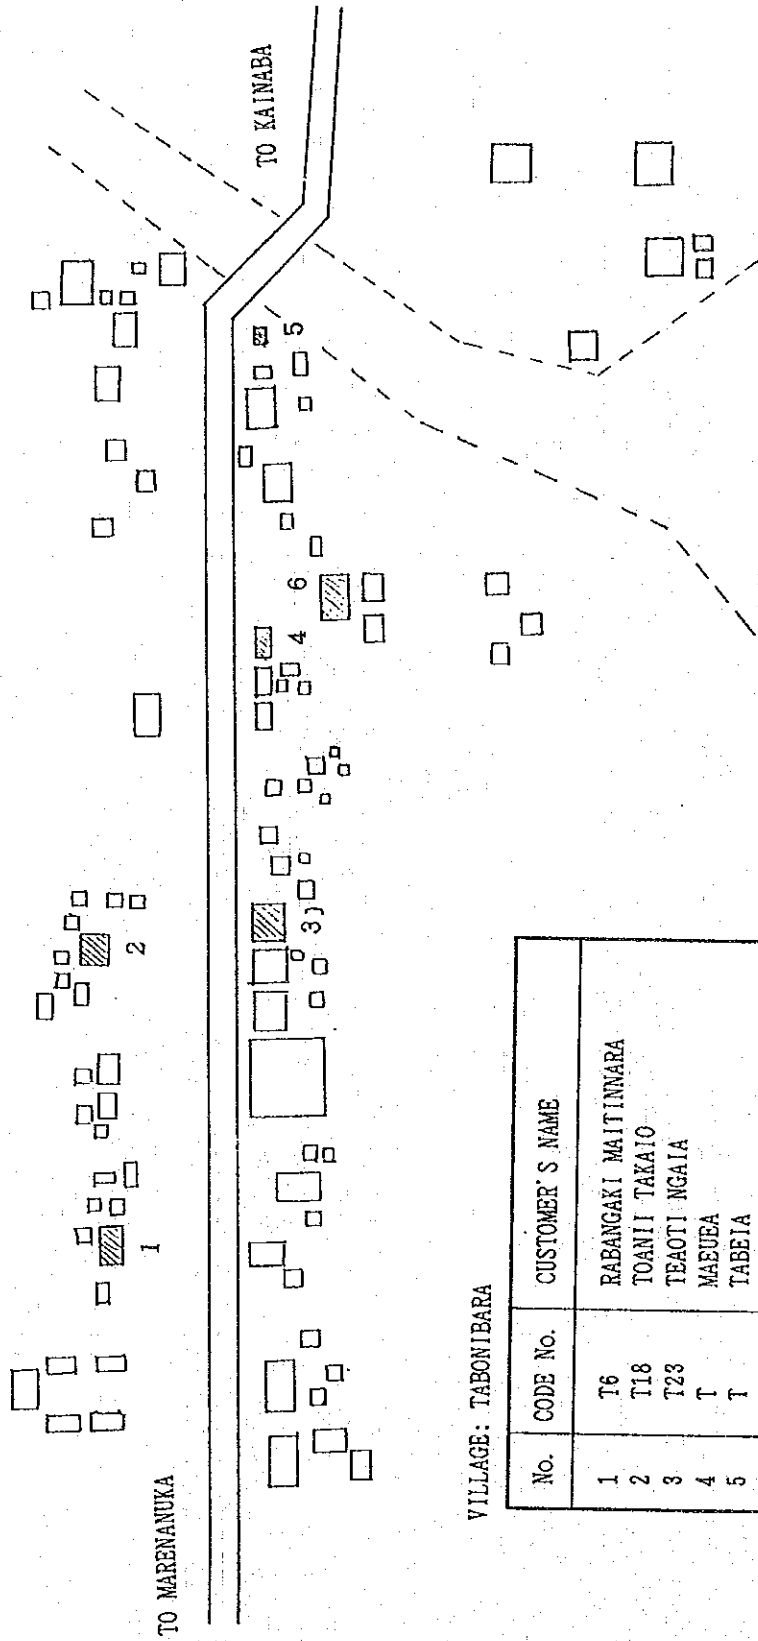 TO KAINABA
TO MARENANUKA
1
2
3)
4
5
6
VILLAGE: TABONIBARA
No. CODE No. CUSTOMER'S NAME
1 T6 RABANGAKI MAITINNARA
2 T18 TOANII TAKAIO
3 T23 TEAOTI NGAIA
4 T MAEUEA
5 T TABEIA